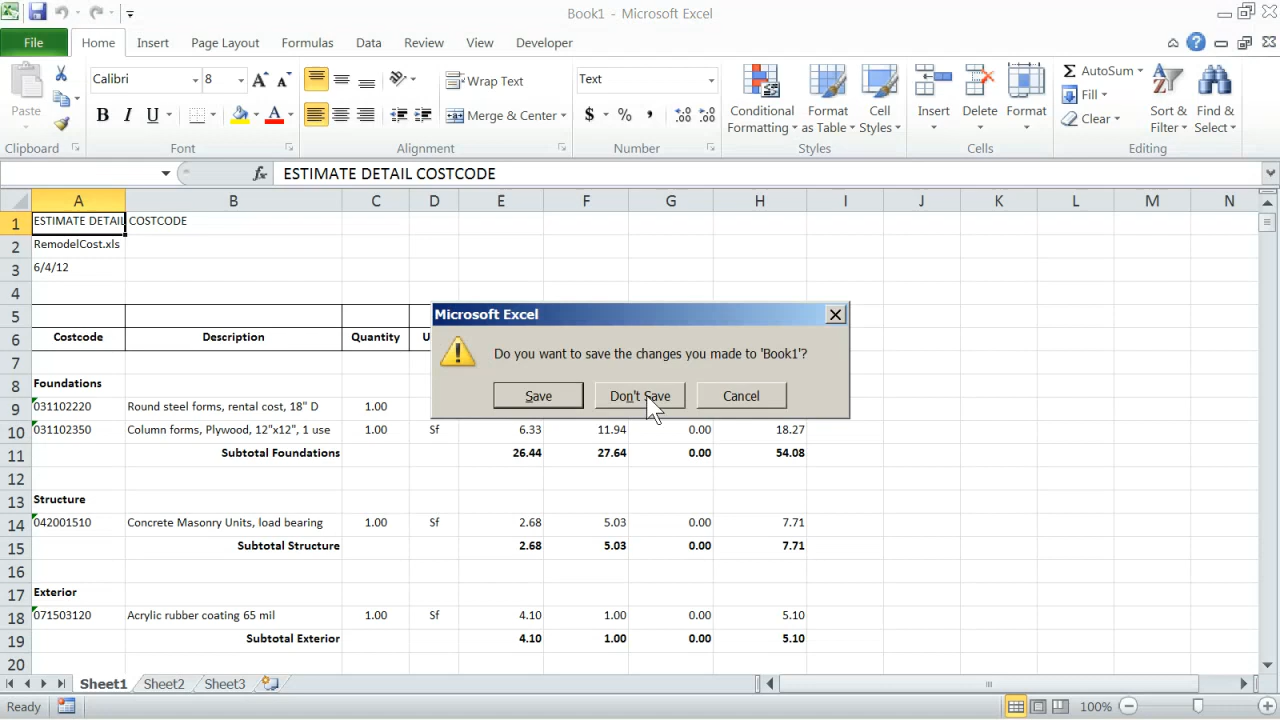 Book1 - Microsoft Excel
File Home Insert Page Layout Formulas Data Review View Developer
Paste
Calibri 8
Wrap Text
Merge & Center
Text
Conditional Formatting
Format as Table
Cell Styles
Insert
Delete
Format
AutoSum
Fill
Clear
Sort & Filter
Find & Select
Clipboard Font Alignment Number Styles Cells Editing
fx ESTIMATE DETAIL COSTCODE
A B C D E F G H I J K L M N
1 ESTIMATE DETAIL COSTCODE
2 RemodelCost.xls
3 6/4/12
4
5
6 Costcode Description Quantity U
7
8 Foundations
9 031102220 Round steel forms, rental cost, 18" D 1.00
10 031102350 Column forms, Plywood, 12"x12", 1 use 1.00 Sf 6.33 11.94 0.00 18.27
11 Subtotal Foundations 26.44 27.64 0.00 54.08
12
13 Structure
14 042001510 Concrete Masonry Units, load bearing 1.00 Sf 2.68 5.03 0.00 7.71
15 Subtotal Structure 2.68 5.03 0.00 7.71
16
17 Exterior
18 071503120 Acrylic rubber coating 65 mil 1.00 Sf 4.10 1.00 0.00 5.10
19 Subtotal Exterior 4.10 1.00 0.00 5.10
20
Microsoft Excel
Do you want to save the changes you made to 'Book1'?
Save Don't Save Cancel
Sheet1 Sheet2 Sheet3
Ready 100%